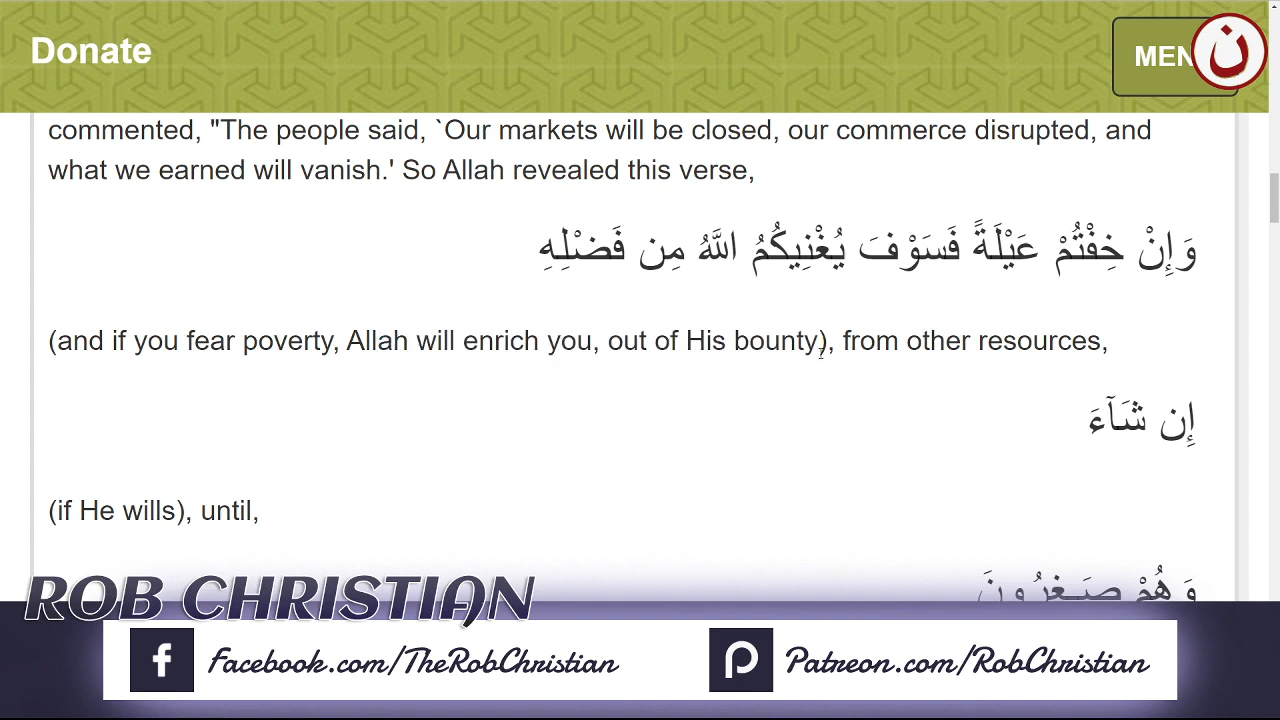 Donate
MEN
ن
commented, "The people said, `Our markets will be closed, our commerce disrupted, and
what we earned will vanish.' So Allah revealed this verse,
وَإِنْ خِفْتُمْ عَيْلَةً فَسَوْفَ يُغْنِيكُمُ اللَّهُ مِن فَضْلِهِ
(and if you fear poverty, Allah will enrich you, out of His bounty), from other resources,
إِن شَآءَ
(if He wills), until,
وَهُمْ صَـغِرُونَ
ROB CHRISTIAN
f Facebook.com/TheRobChristian
Patreon.com/RobChristian